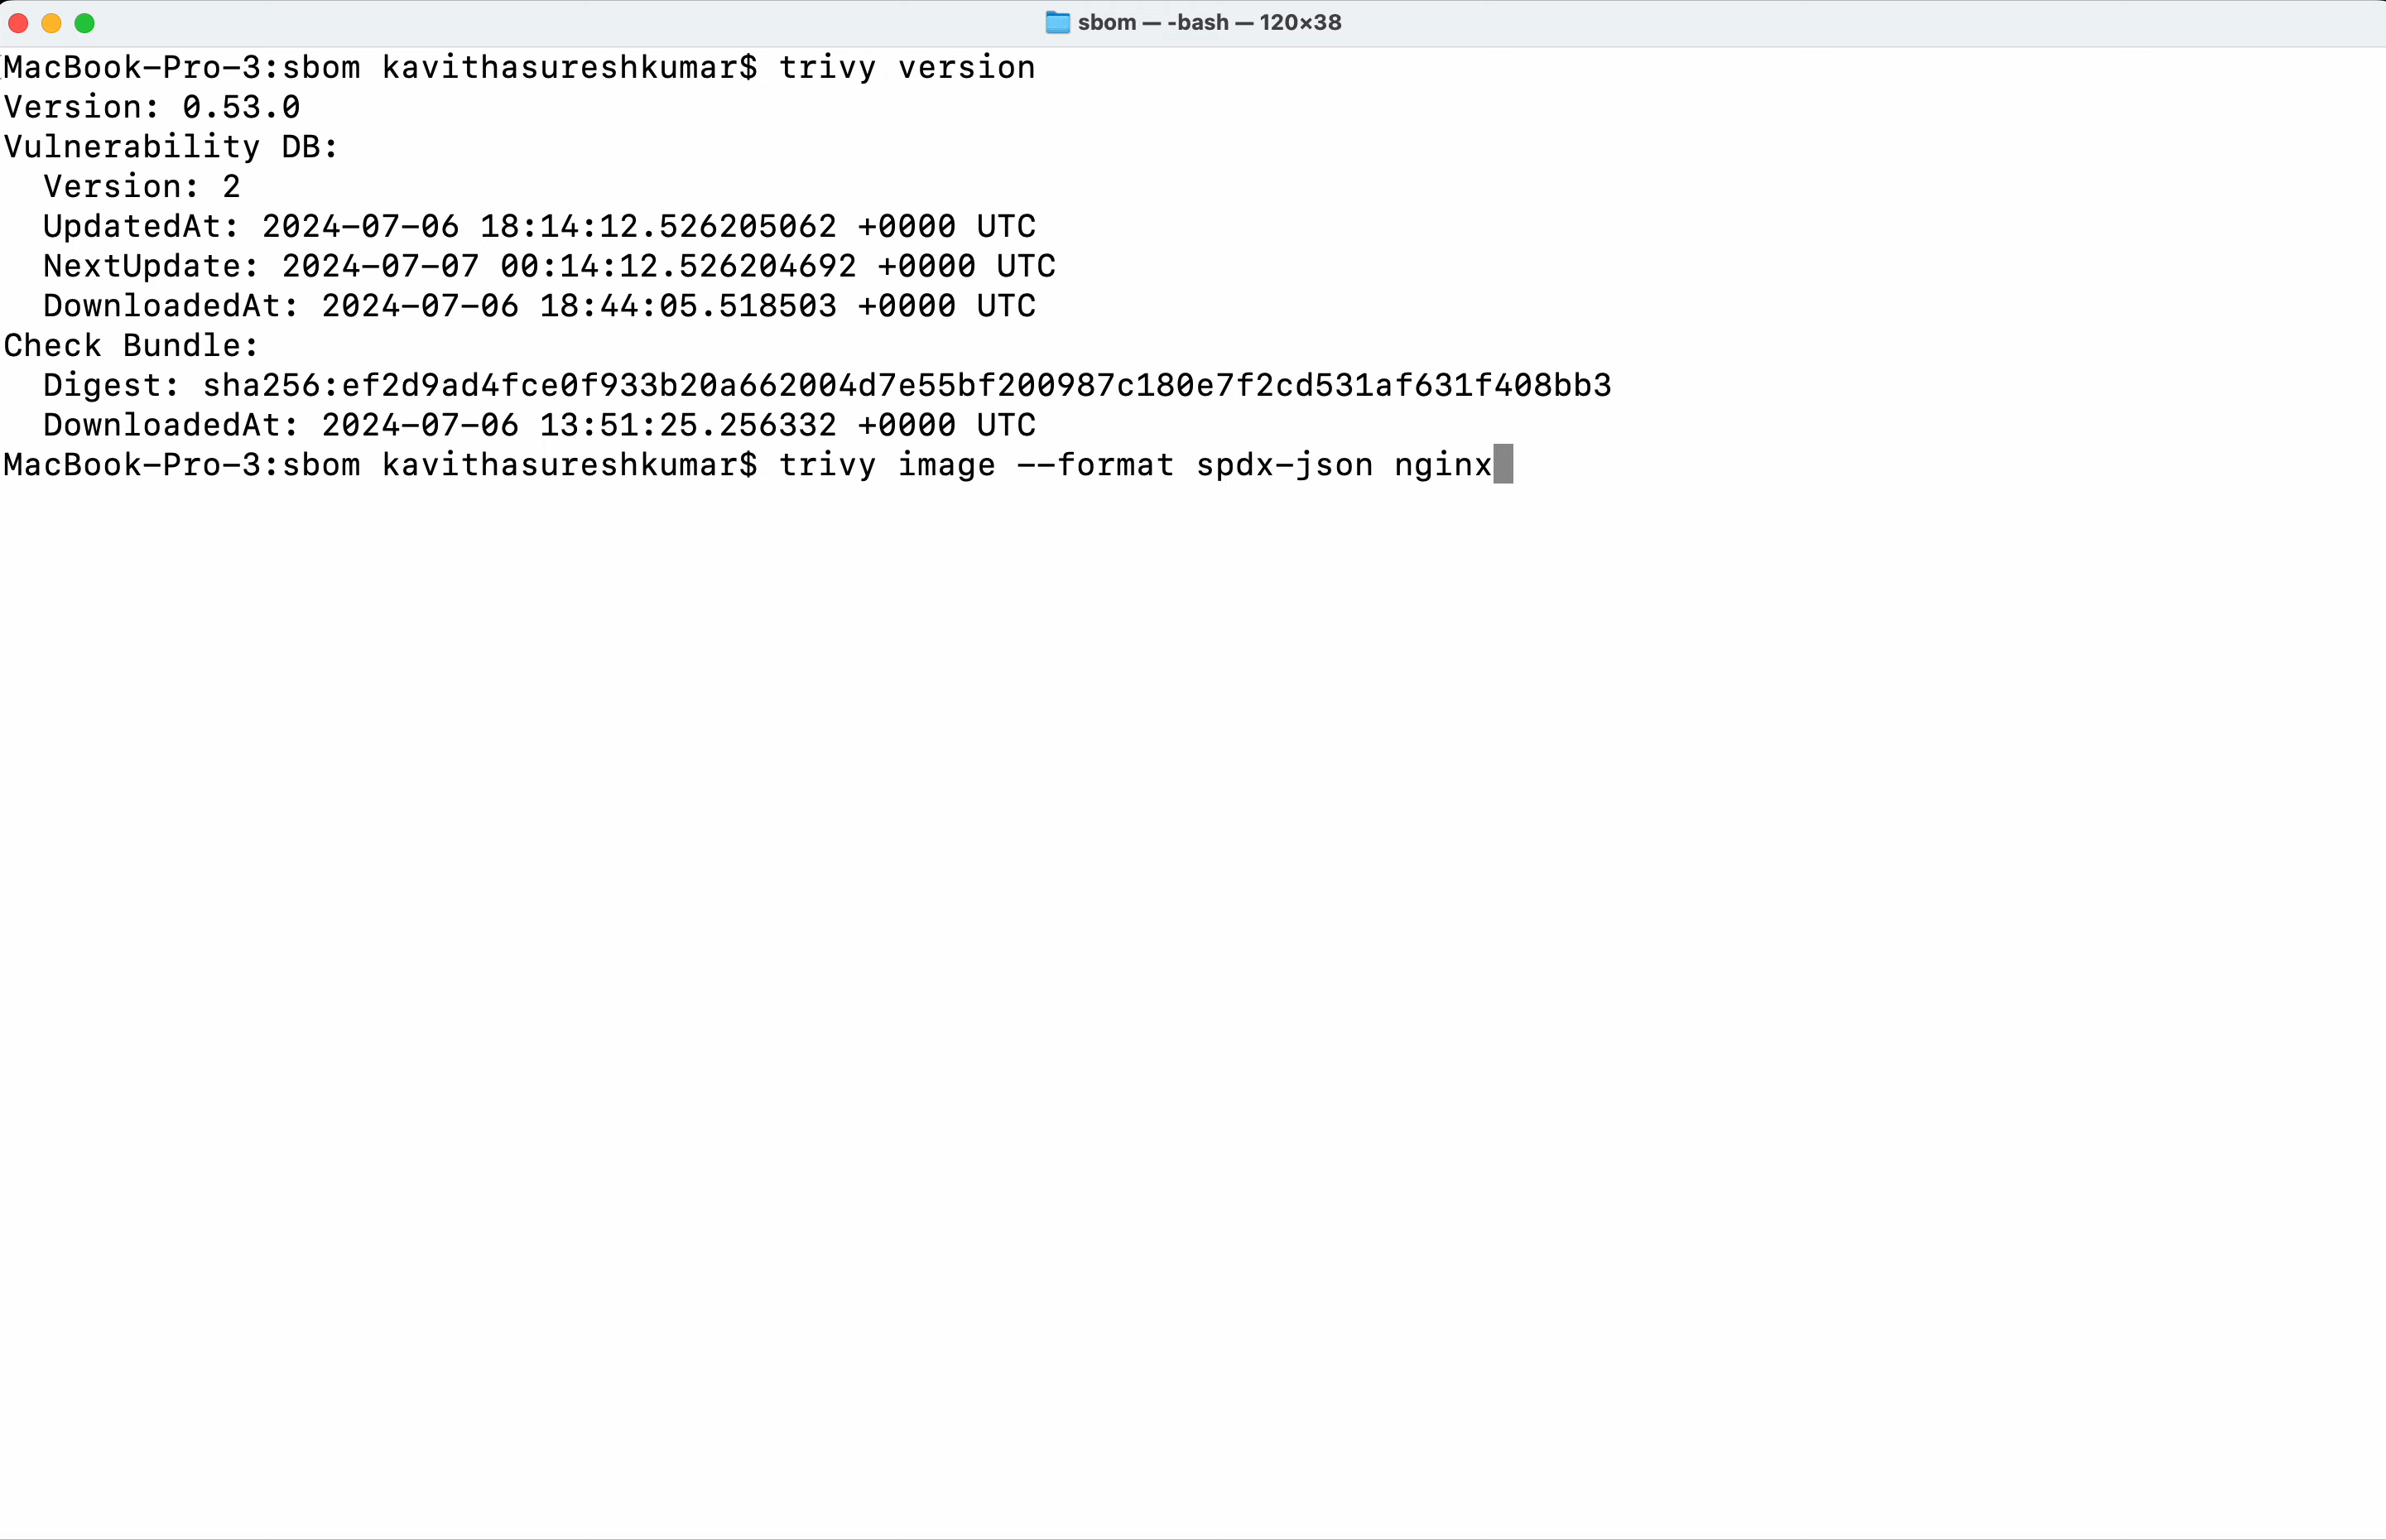 sbom — -bash — 120×38
MacBook-Pro-3:sbom kavithasureshkumar$ trivy version
Version: 0.53.0
Vulnerability DB:
  Version: 2
  UpdatedAt: 2024-07-06 18:14:12.526205062 +0000 UTC
  NextUpdate: 2024-07-07 00:14:12.526204692 +0000 UTC
  DownloadedAt: 2024-07-06 18:44:05.518503 +0000 UTC
Check Bundle:
  Digest: sha256:ef2d9ad4fce0f933b20a662004d7e55bf200987c180e7f2cd531af631f408bb3
  DownloadedAt: 2024-07-06 13:51:25.256332 +0000 UTC
MacBook-Pro-3:sbom kavithasureshkumar$ trivy image --format spdx-json nginx